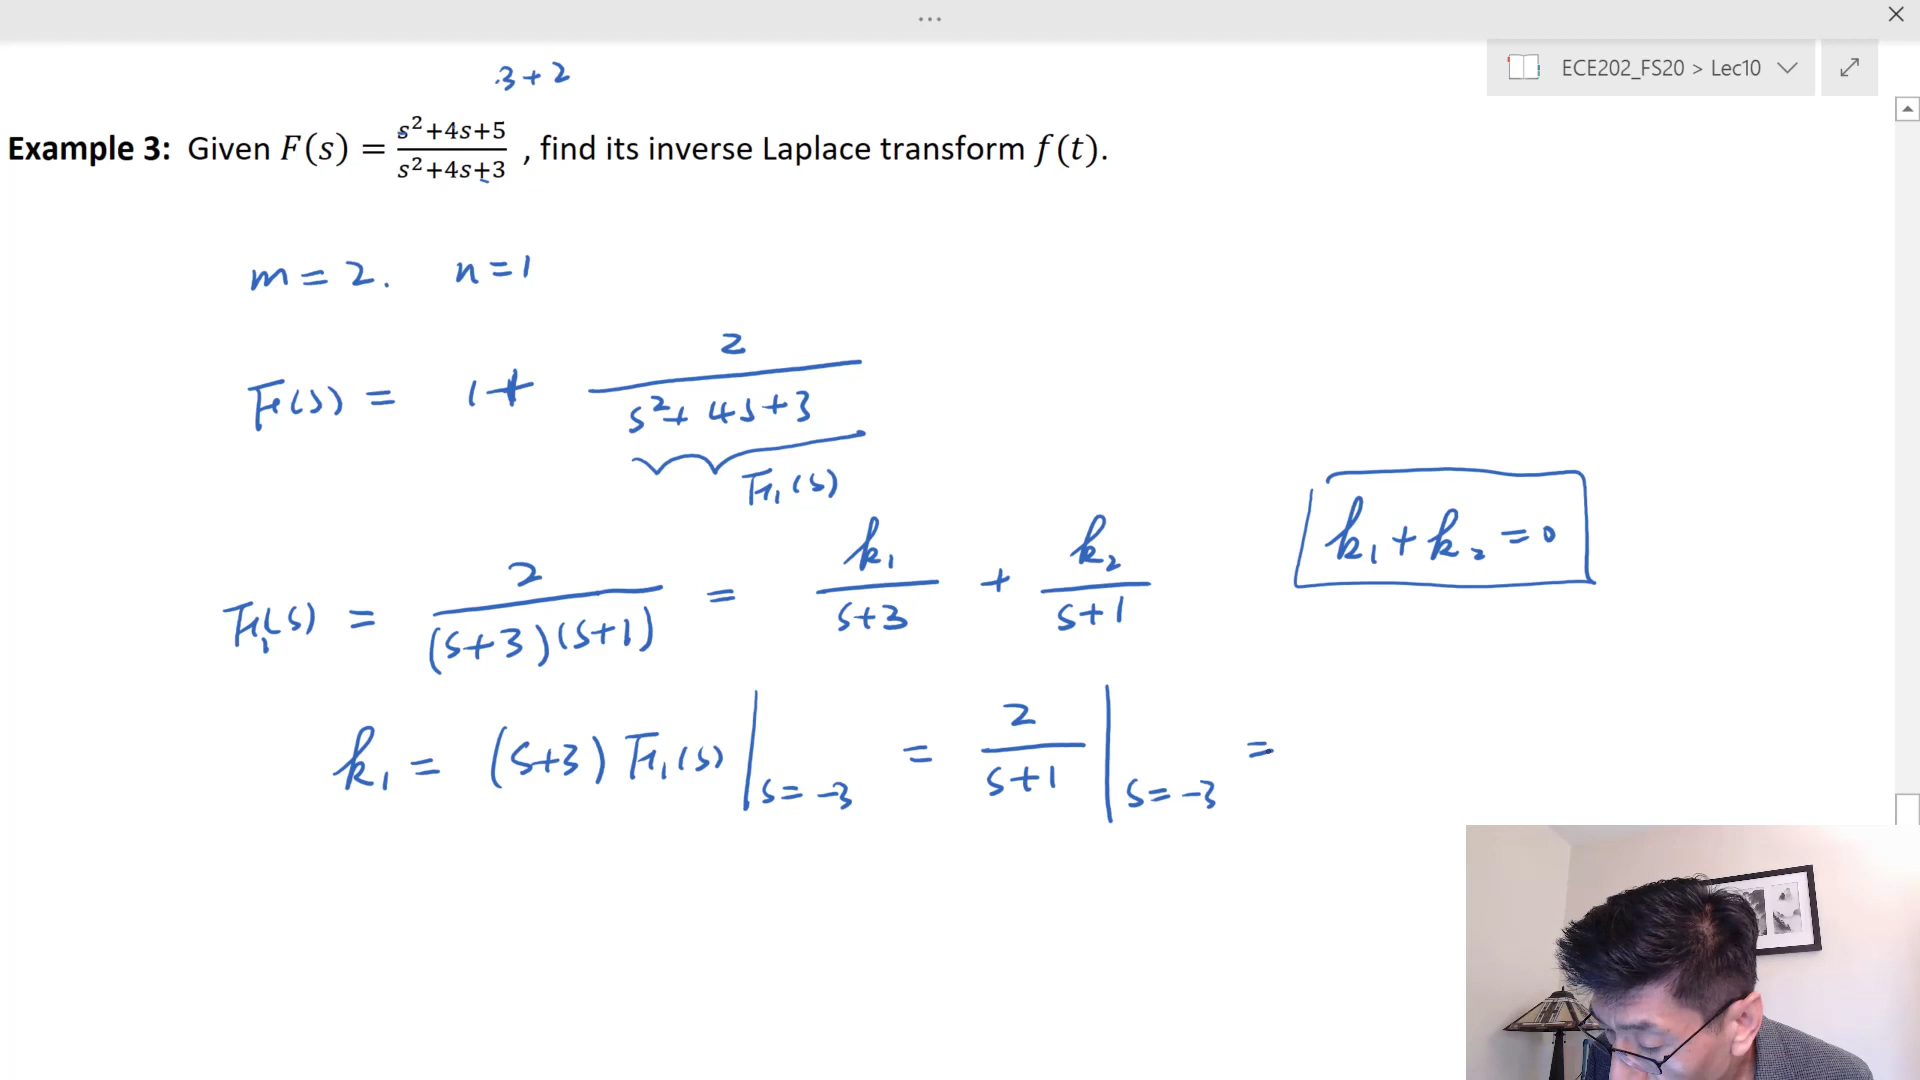 ...
ECE202_FS20 > Lec10
3+2
Example 3: Given F(s) = (s²+4s+5)/(s²+4s+3) , find its inverse Laplace transform f(t).
m = 2. n = 1
F(s) = 1 + 2/(s²+4s+3)
F₁(s)
k₁ + k₂ = 0
F₁(s) = 2/((s+3)(s+1)) = k₁/(s+3) + k₂/(s+1)
k₁ = (s+3) F₁(s) |s=-3 = 2/(s+1) |s=-3 =